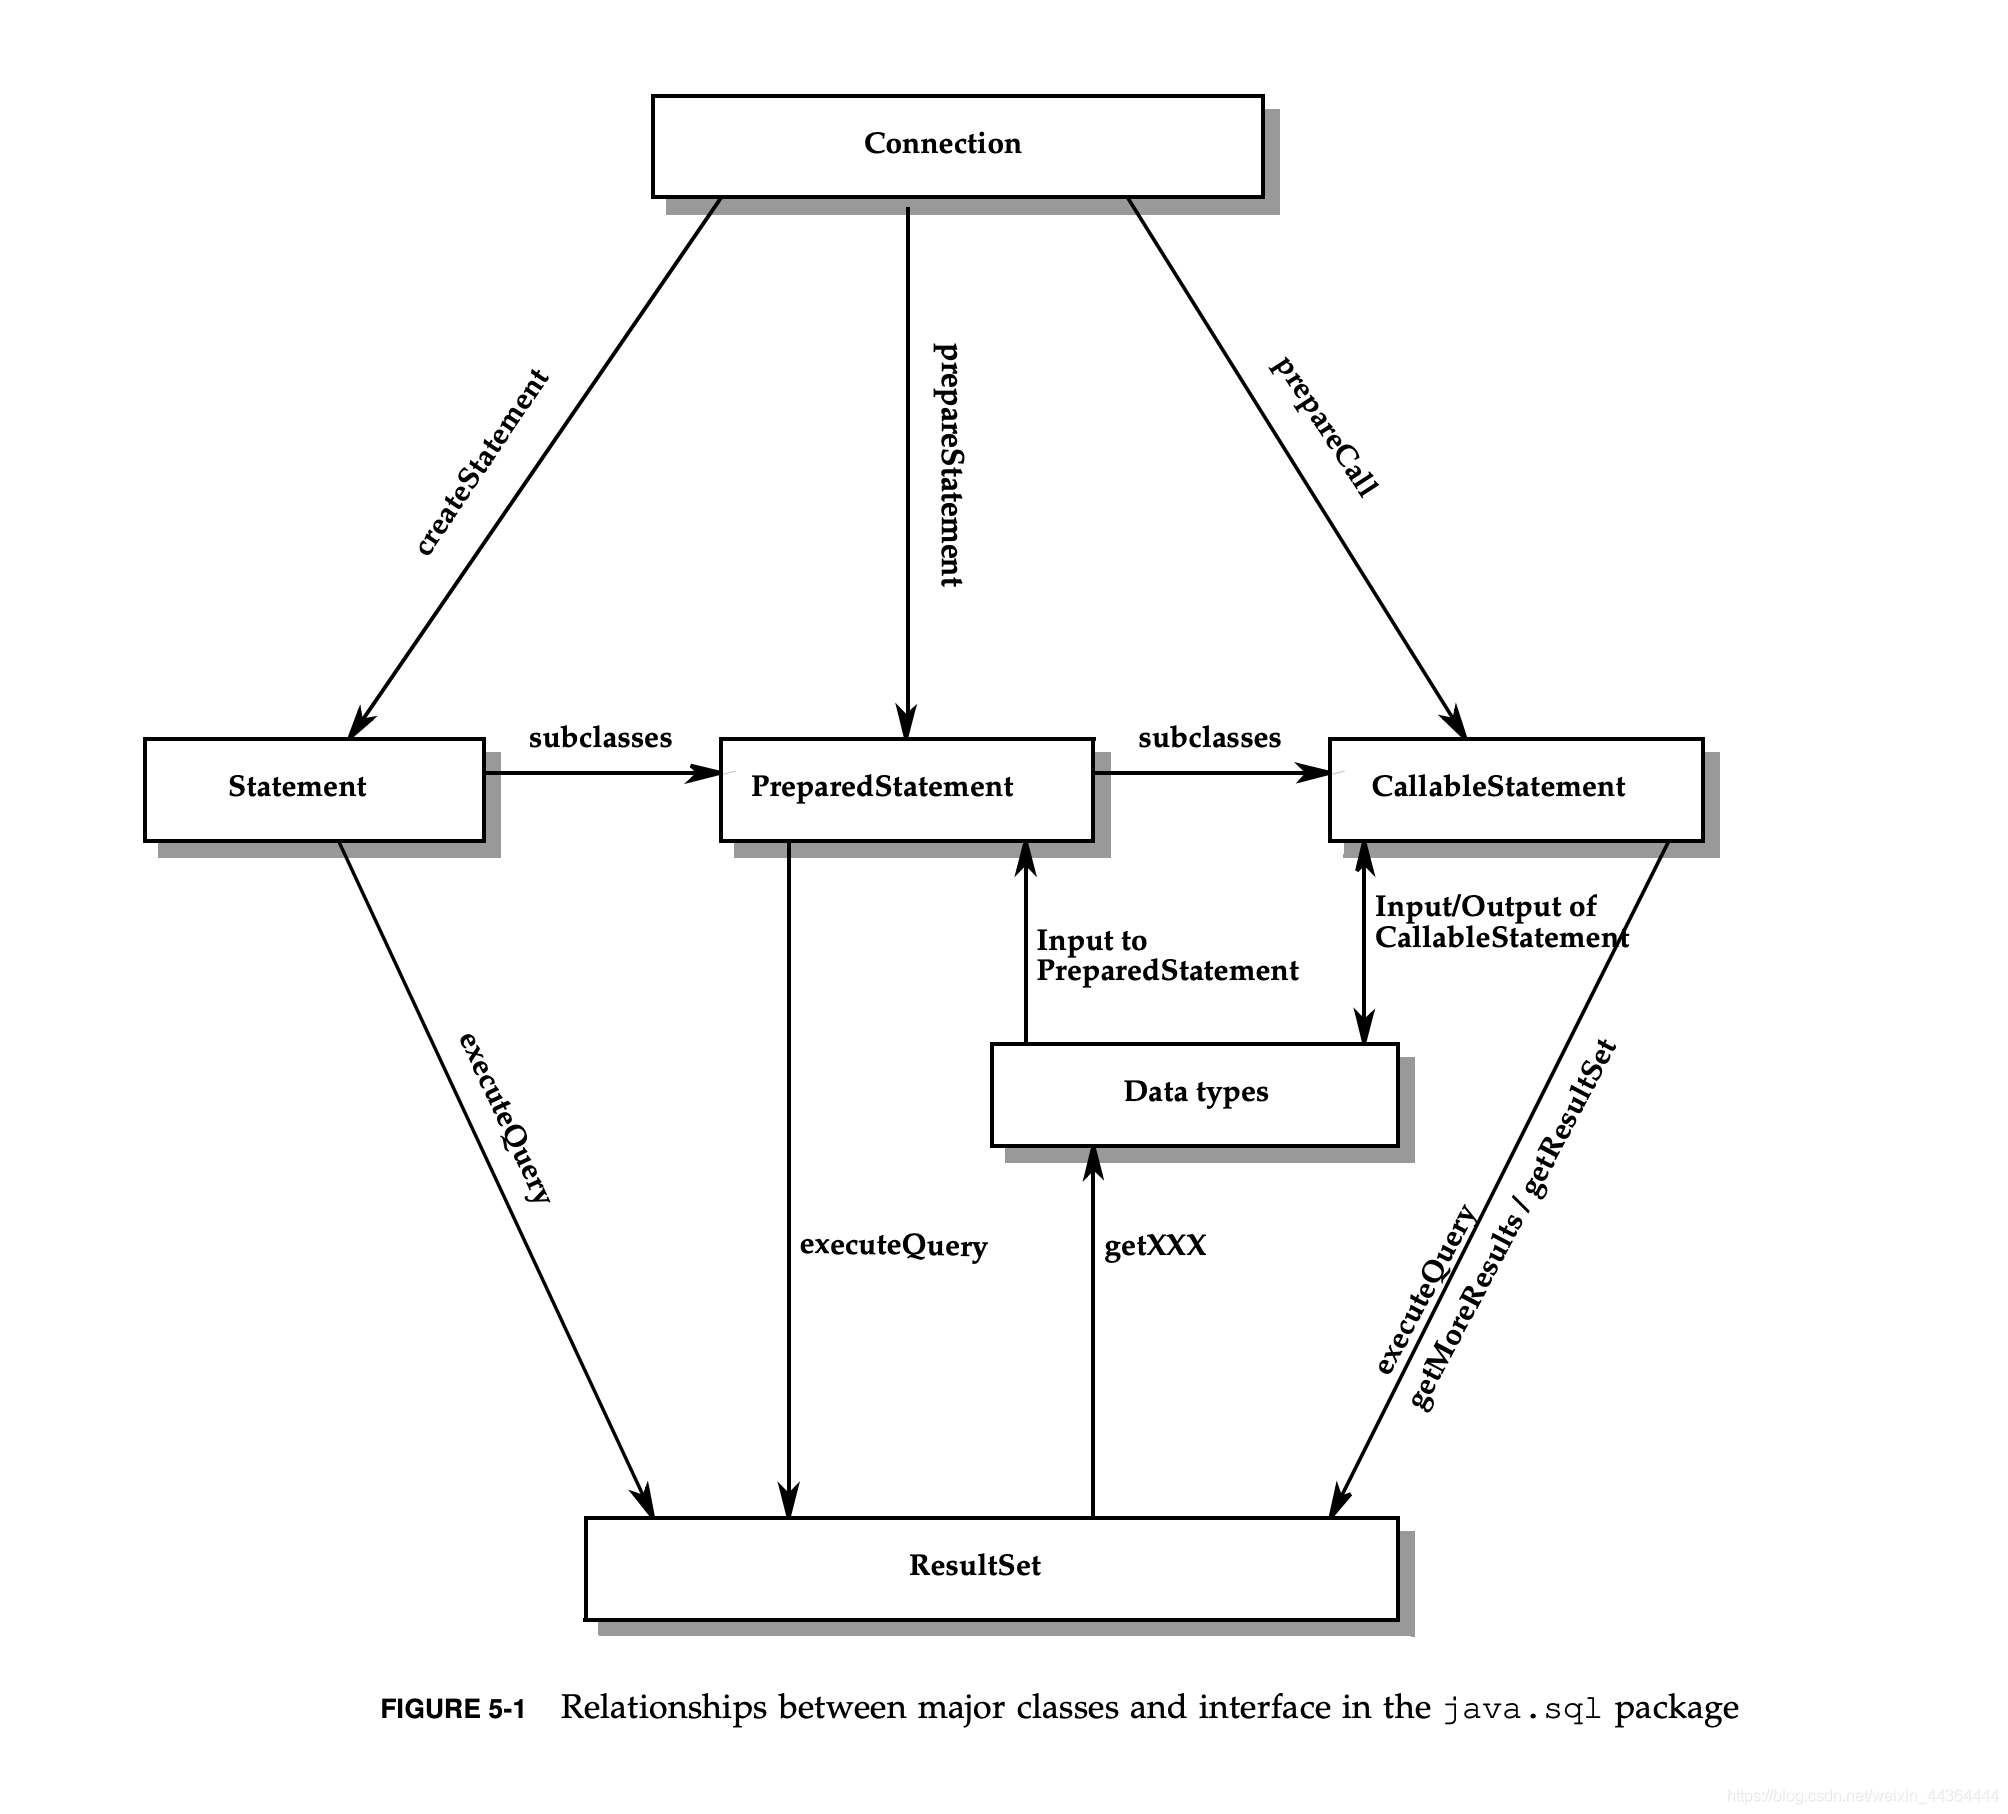 Connection
createStatement
prepareStatement
prepareCall
subclasses
subclasses
Statement
PreparedStatement
CallableStatement
Input/Output of
CallableStatement
Input to
PreparedStatement
executeQuery
Data types
executeQuery
getXXX
executeQuery
getMoreResults / getResultSet
ResultSet
FIGURE 5-1 Relationships between major classes and interface in the java.sql package
https://blog.csdn.net/weixin_44364444